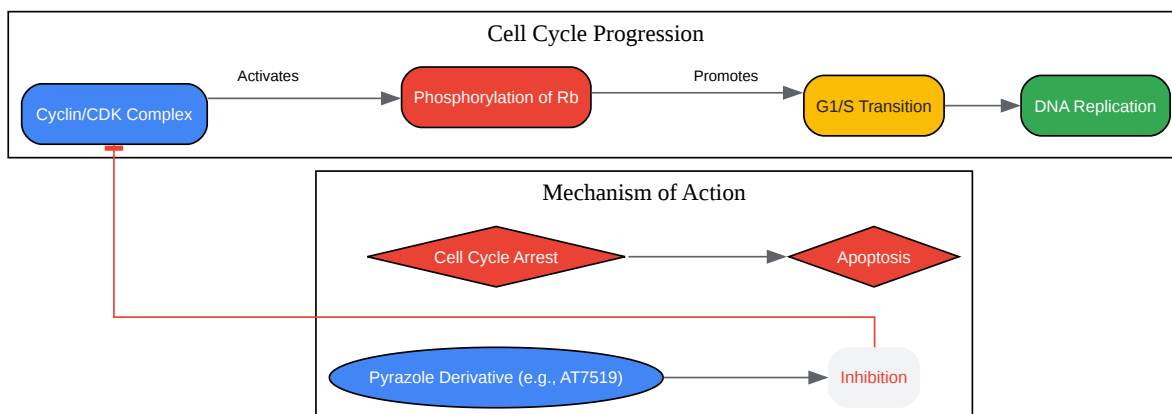 Cell Cycle Progression
Activates
Promotes
Cyclin/CDK Complex
Phosphorylation of Rb
G1/S Transition
DNA Replication
Mechanism of Action
Cell Cycle Arrest
Apoptosis
Pyrazole Derivative (e.g., AT7519)
Inhibition